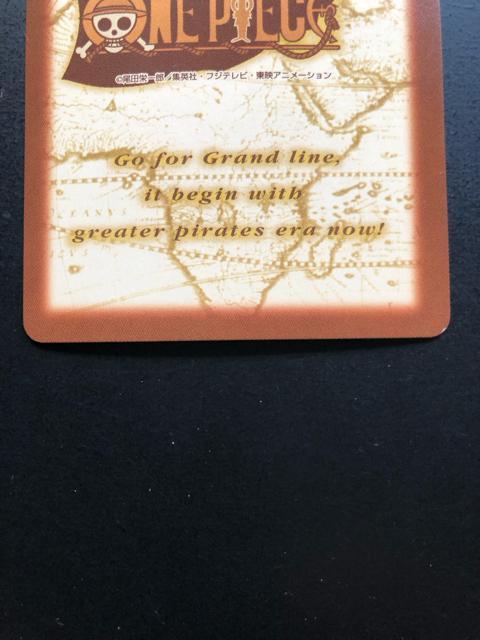 ONE PIECE
©尾田栄一郎/集英社・フジテレビ・東映アニメーション
Go for Grand line,
it begin with
greater pirates era now!